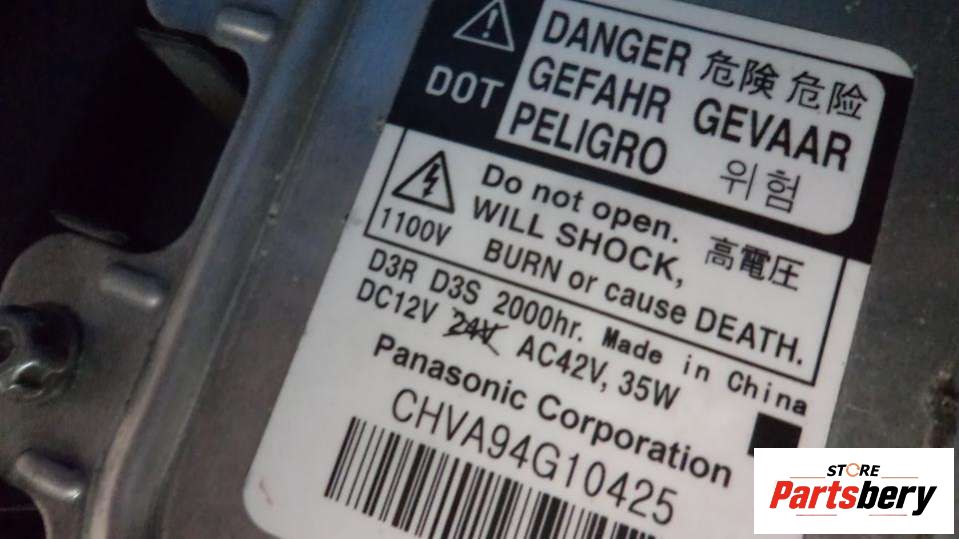 DANGER 危険 危险
DOT
GEFAHR GEVAAR
PELIGRO 위험
Do not open.
WILL SHOCK, 高電圧
1100V
BURN or cause DEATH.
D3R D3S 2000hr. Made in China
DC12V 24V AC42V, 35W
Panasonic Corporation
CHVA94G10425
STORE
Partsbery